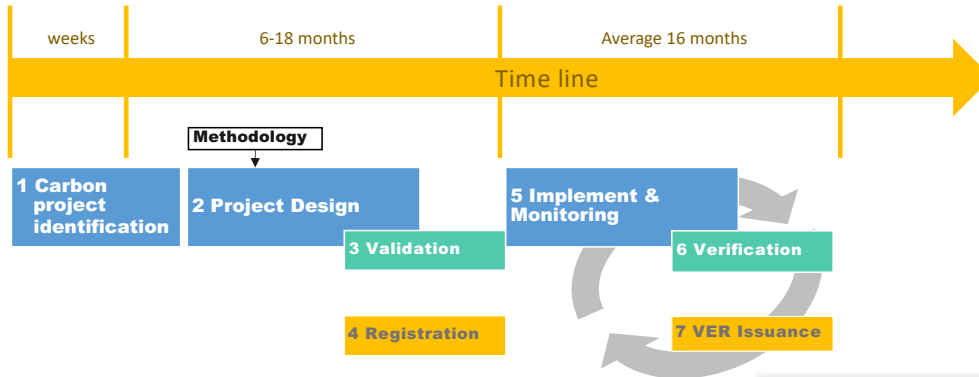 weeks
6-18 months
Average 16 months
Time line
Methodology
1 Carbon
project
identification
2 Project Design
5 Implement &
Monitoring
3 Validation
6 Verification
4 Registration
7 VER Issuance